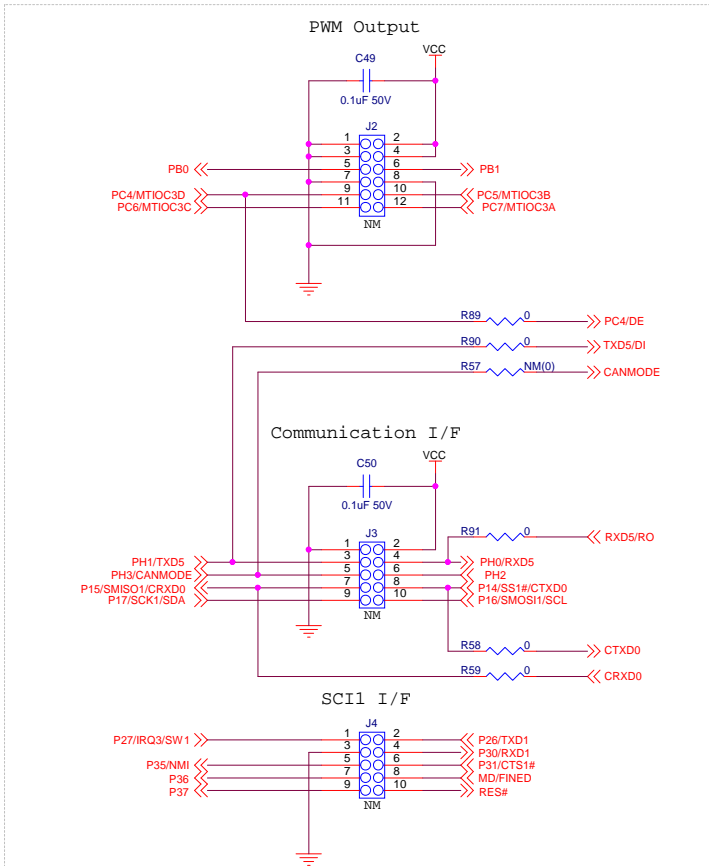 PWM Output
VCC
C49
0.1uF 50V
J2
1 2
3 4
PB0 5 6 PB1
7 8
PC4/MTIOC3D 9 10 PC5/MTIOC3B
PC6/MTIOC3C 11 12 PC7/MTIOC3A
NM
R89 0 PC4/DE
R90 0 TXD5/DI
R57 NM(0) CANMODE
Communication I/F
VCC
C50
0.1uF 50V
J3
R91 0 RXD5/RO
1 2
PH1/TXD5 3 4 PH0/RXD5
PH3/CANMODE 5 6 PH2
P15/SMISO1/CRXD0 7 8 P14/SS1#/CTXD0
P17/SCK1/SDA 9 10 P16/SMOSI1/SCL
NM
R58 0 CTXD0
R59 0 CRXD0
SCI1 I/F
J4
P27/IRQ3/SW1 1 2 P26/TXD1
3 4 P30/RXD1
P35/NMI 5 6 P31/CTS1#
P36 7 8 MD/FINED
P37 9 10 RES#
NM